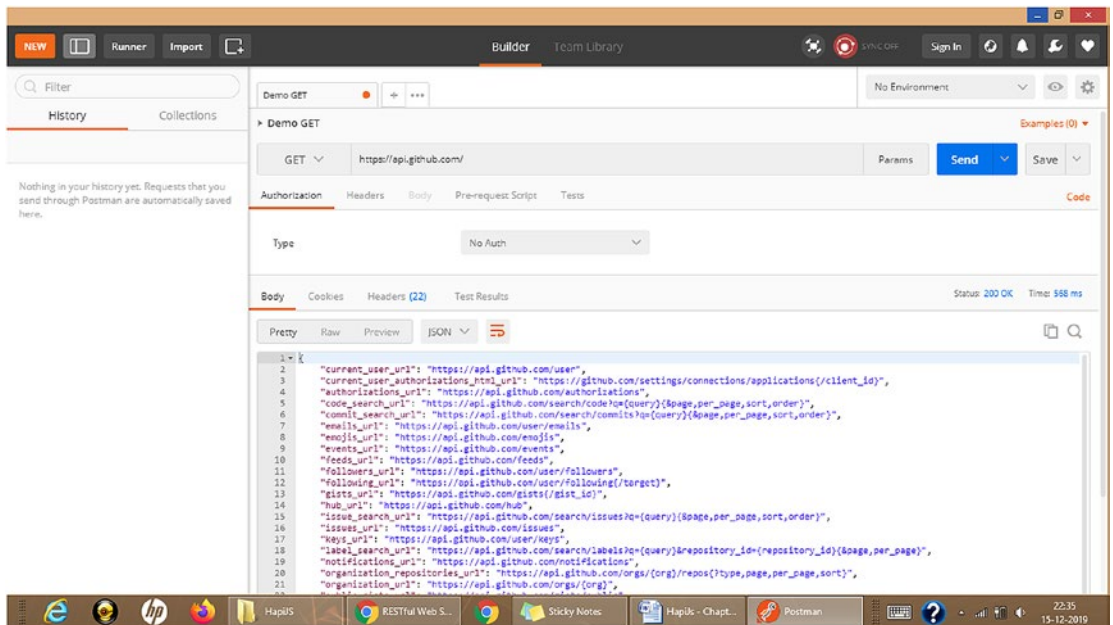 NEW Runner Import Builder Team Library SYNC OFF Sign In
Filter
History Collections
Nothing in your history yet. Requests that you
send through Postman are automatically saved
here.
Demo GET + ••• No Environment
Demo GET Examples (0)
GET https://api.github.com/ Params Send Save
Authorization Headers Body Pre-request Script Tests Code
Type No Auth
Body Cookies Headers (22) Test Results Status: 200 OK Time: 568 ms
Pretty Raw Preview JSON
1 {
2 "current_user_url": "https://api.github.com/user",
3 "current_user_authorizations_html_url": "https://github.com/settings/connections/applications{/client_id}",
4 "authorizations_url": "https://api.github.com/authorizations",
5 "code_search_url": "https://api.github.com/search/code?q={query}{&page,per_page,sort,order}",
6 "commit_search_url": "https://api.github.com/search/commits?q={query}{&page,per_page,sort,order}",
7 "emails_url": "https://api.github.com/user/emails",
8 "emojis_url": "https://api.github.com/emojis",
9 "events_url": "https://api.github.com/events",
10 "feeds_url": "https://api.github.com/feeds",
11 "followers_url": "https://api.github.com/user/followers",
12 "following_url": "https://api.github.com/user/following{/target}",
13 "gists_url": "https://api.github.com/gists{/gist_id}",
14 "hub_url": "https://api.github.com/hub",
15 "issue_search_url": "https://api.github.com/search/issues?q={query}{&page,per_page,sort,order}",
16 "issues_url": "https://api.github.com/issues",
17 "keys_url": "https://api.github.com/user/keys",
18 "label_search_url": "https://api.github.com/search/labels?q={query}&repository_id={repository_id}{&page,per_page}",
19 "notifications_url": "https://api.github.com/notifications",
20 "organization_repositories_url": "https://api.github.com/orgs/{org}/repos{?type,page,per_page,sort}",
21 "organization_url": "https://api.github.com/orgs/{org}",
hp HapiJS RESTful Web S... Sticky Notes HapiJs - Chapt... Postman 22:35
15-12-2019